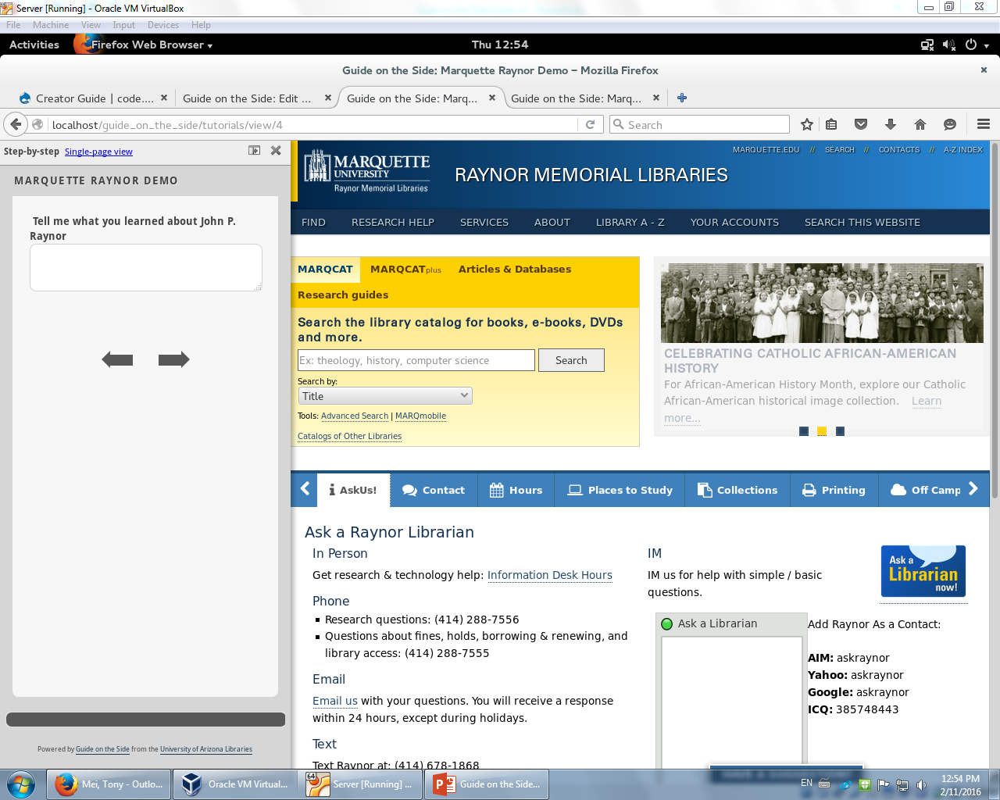 Server [Running] - Oracle VM VirtualBox
File Machine View Input Devices Help
Activities Firefox Web Browser Thu 12:54
Guide on the Side: Marquette Raynor Demo – Mozilla Firefox
Creator Guide | code.... Guide on the Side: Edit ... Guide on the Side: Marq... Guide on the Side: Marq...
localhost/guide_on_the_side/tutorials/view/4 Search
Step-by-step Single-page view
MARQUETTE RAYNOR DEMO
Tell me what you learned about John P.
Raynor
Powered by Guide on the Side from the University of Arizona Libraries
MARQUETTE.EDU // SEARCH // CONTACTS // A-Z INDEX
MARQUETTE
UNIVERSITY
Raynor Memorial Libraries
RAYNOR MEMORIAL LIBRARIES
FIND RESEARCH HELP SERVICES ABOUT LIBRARY A - Z YOUR ACCOUNTS SEARCH THIS WEBSITE
MARQCAT MARQCATplus Articles & Databases
Research guides
Search the library catalog for books, e-books, DVDs
and more.
Ex: theology, history, computer science Search
Search by:
Title
Tools: Advanced Search | MARQmobile
Catalogs of Other Libraries
CELEBRATING CATHOLIC AFRICAN-AMERICAN
HISTORY
For African-American History Month, explore our Catholic
African-American historical image collection. Learn
more...
AskUs! Contact Hours Places to Study Collections Printing Off Camp
Ask a Raynor Librarian
In Person
Get research & technology help: Information Desk Hours
Phone
Research questions: (414) 288-7556
Questions about fines, holds, borrowing & renewing, and
library access: (414) 288-7555
Email
Email us with your questions. You will receive a response
within 24 hours, except during holidays.
Text
Text Raynor at: (414) 678-1868
IM
IM us for help with simple / basic
questions.
Ask a
Librarian
now!
Ask a Librarian
Add Raynor As a Contact:
AIM: askraynor
Yahoo: askraynor
Google: askraynor
ICQ: 385748443
Mei, Tony - Outlo... Oracle VM Virtual... 64 Server [Running] ... Guide on the Side... EN 12:54 PM
2/11/2016